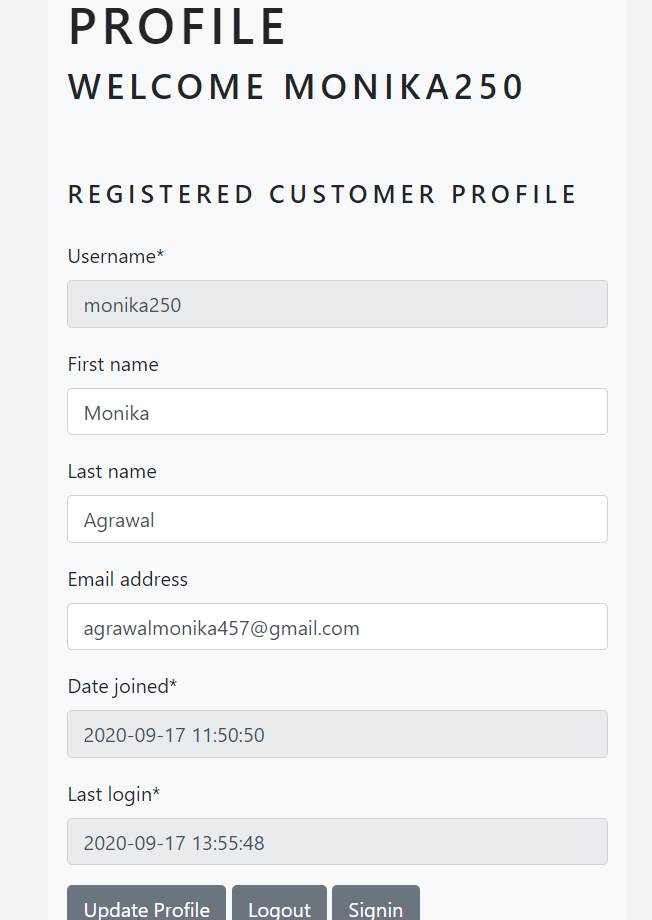 PROFILE
WELCOME MONIKA250
REGISTERED CUSTOMER PROFILE
Username*
monika250
First name
Monika
Last name
Agrawal
Email address
agrawalmonika457@gmail.com
Date joined*
2020-09-17 11:50:50
Last login*
2020-09-17 13:55:48
Update Profile Logout Signin